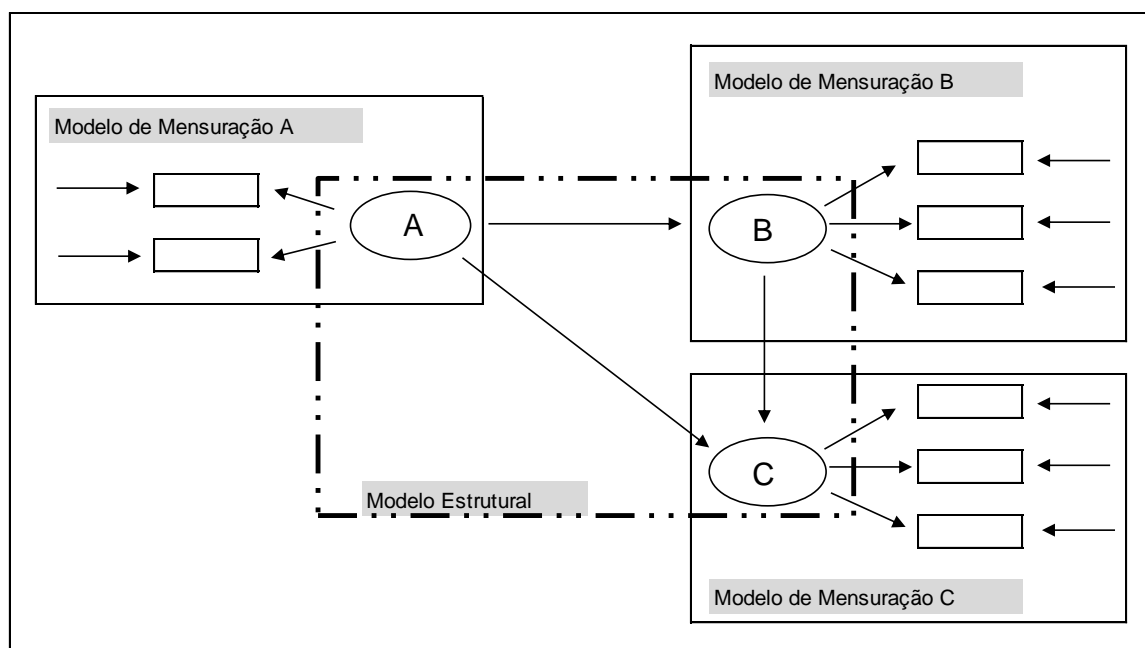 Modelo de Mensuração B
Modelo de Mensuração A
A
B
C
Modelo Estrutural
Modelo de Mensuração C